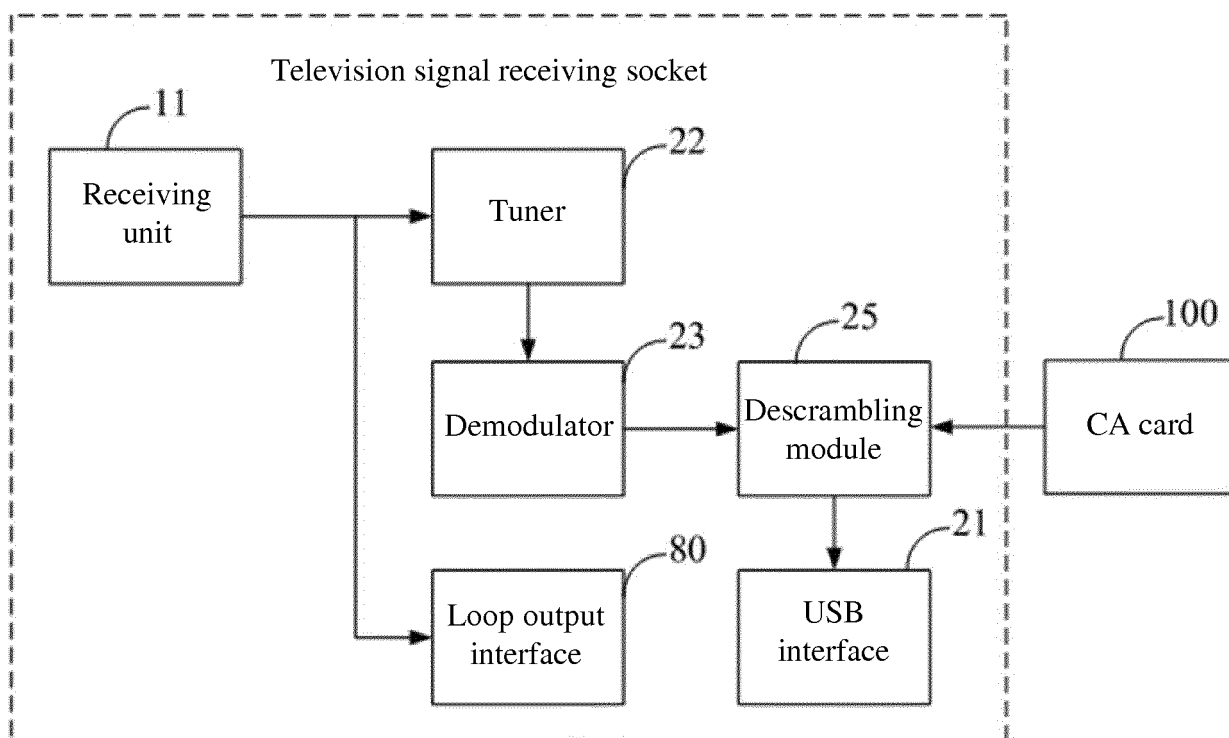 Television signal receiving socket
11
Receiving
unit
22
Tuner
23
Demodulator
25
Descrambling
module
100
CA card
80
Loop output
interface
21
USB
interface